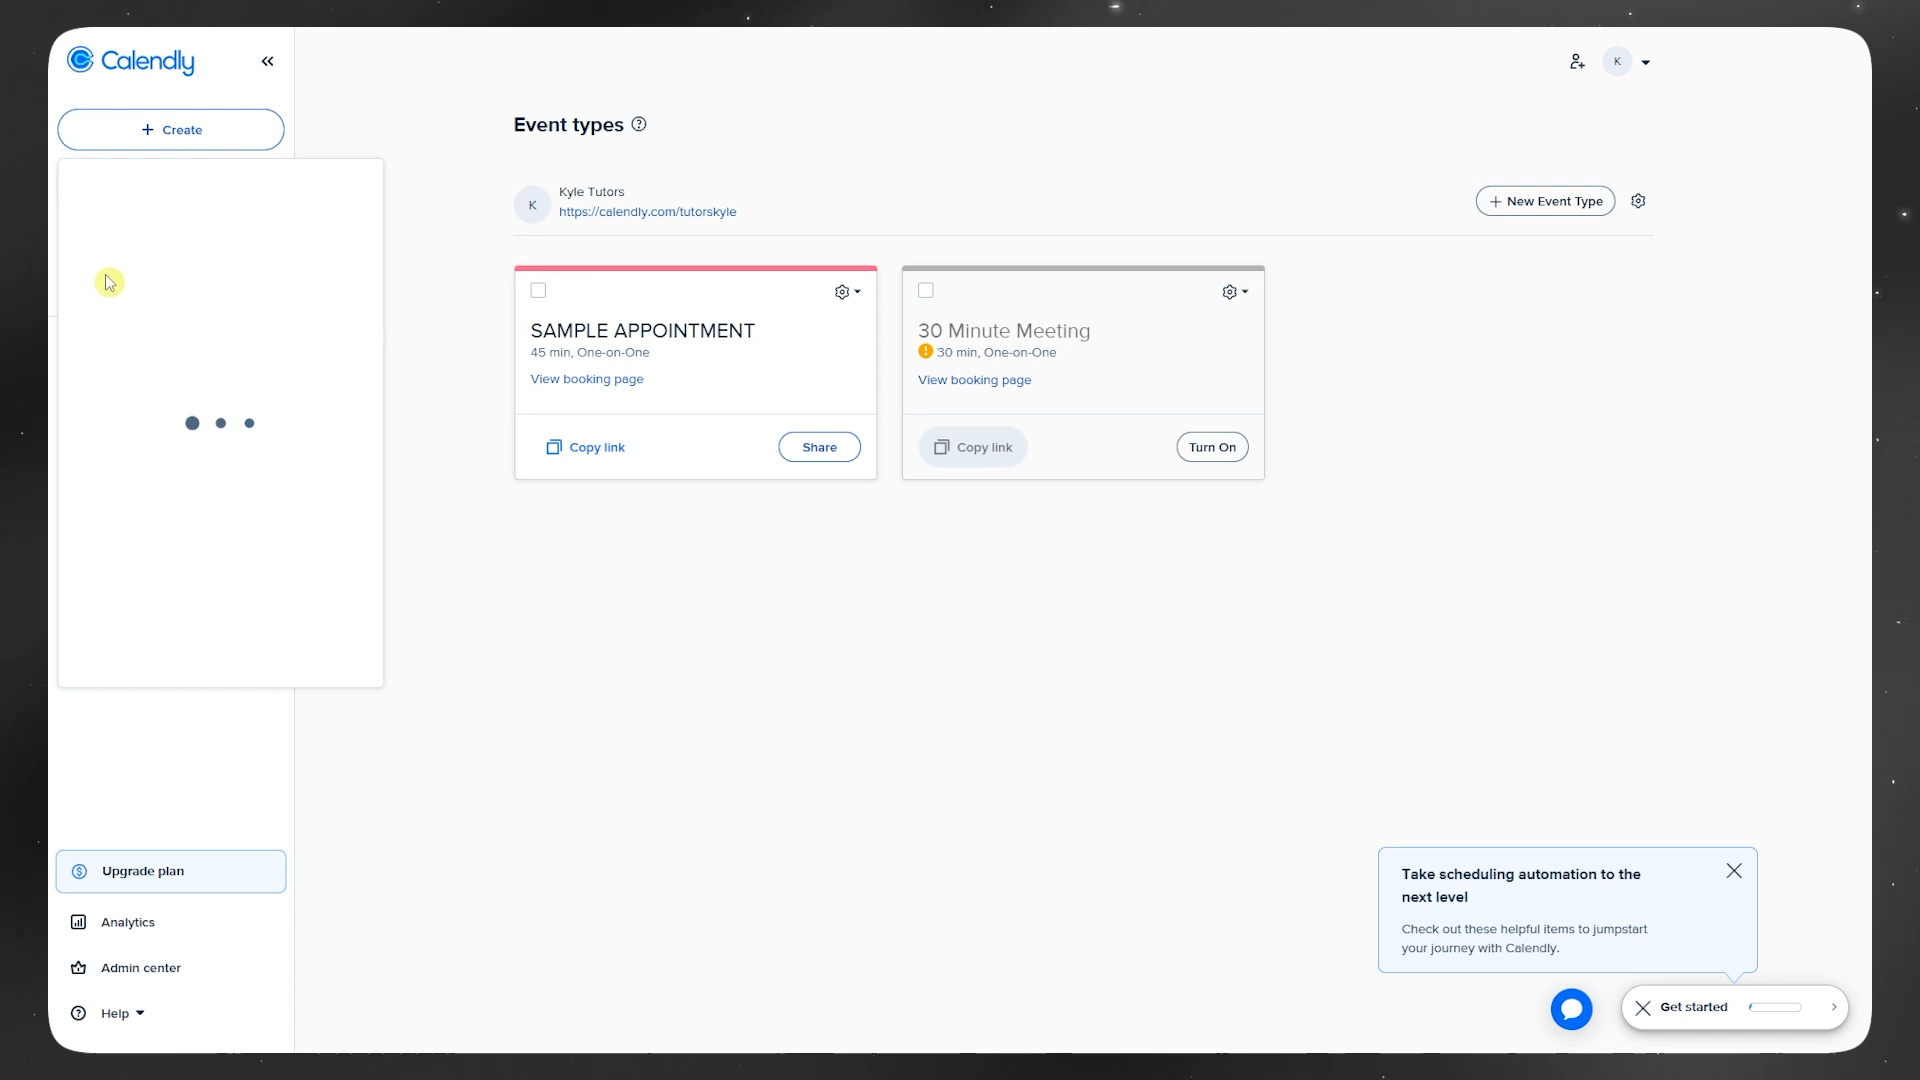 Calendly
Create
Event types
K
K
Kyle Tutors
https://calendly.com/tutorskyle
New Event Type
SAMPLE APPOINTMENT
45 min, One-on-One
View booking page
Copy link
Share
30 Minute Meeting
30 min, One-on-One
View booking page
Copy link
Turn On
Upgrade plan
Analytics
Admin center
Help
Take scheduling automation to the
next level
Check out these helpful items to jumpstart
your journey with Calendly.
Get started